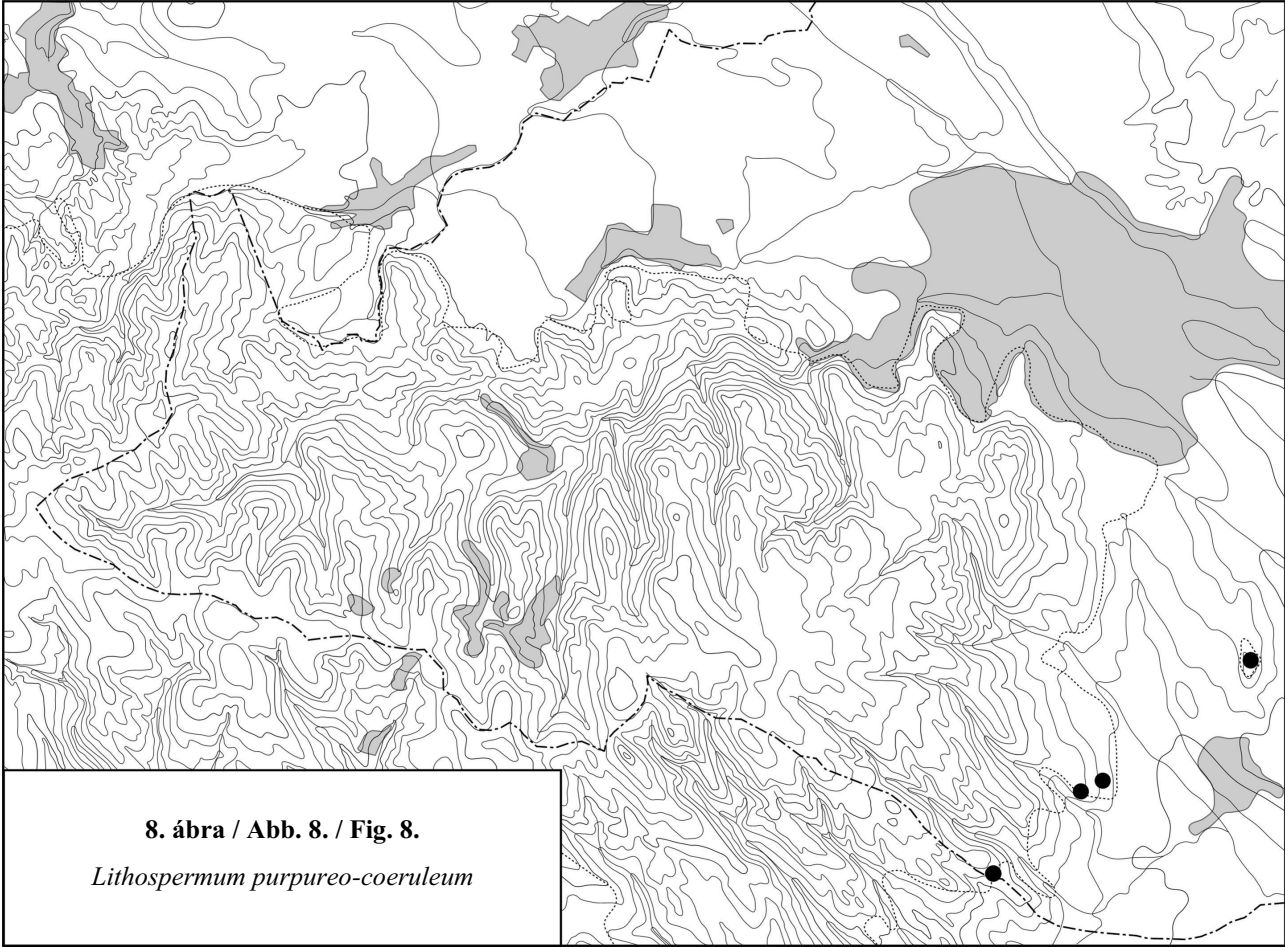 8. ábra / Abb. 8. / Fig. 8.
Lithospermum purpureo-coeruleum